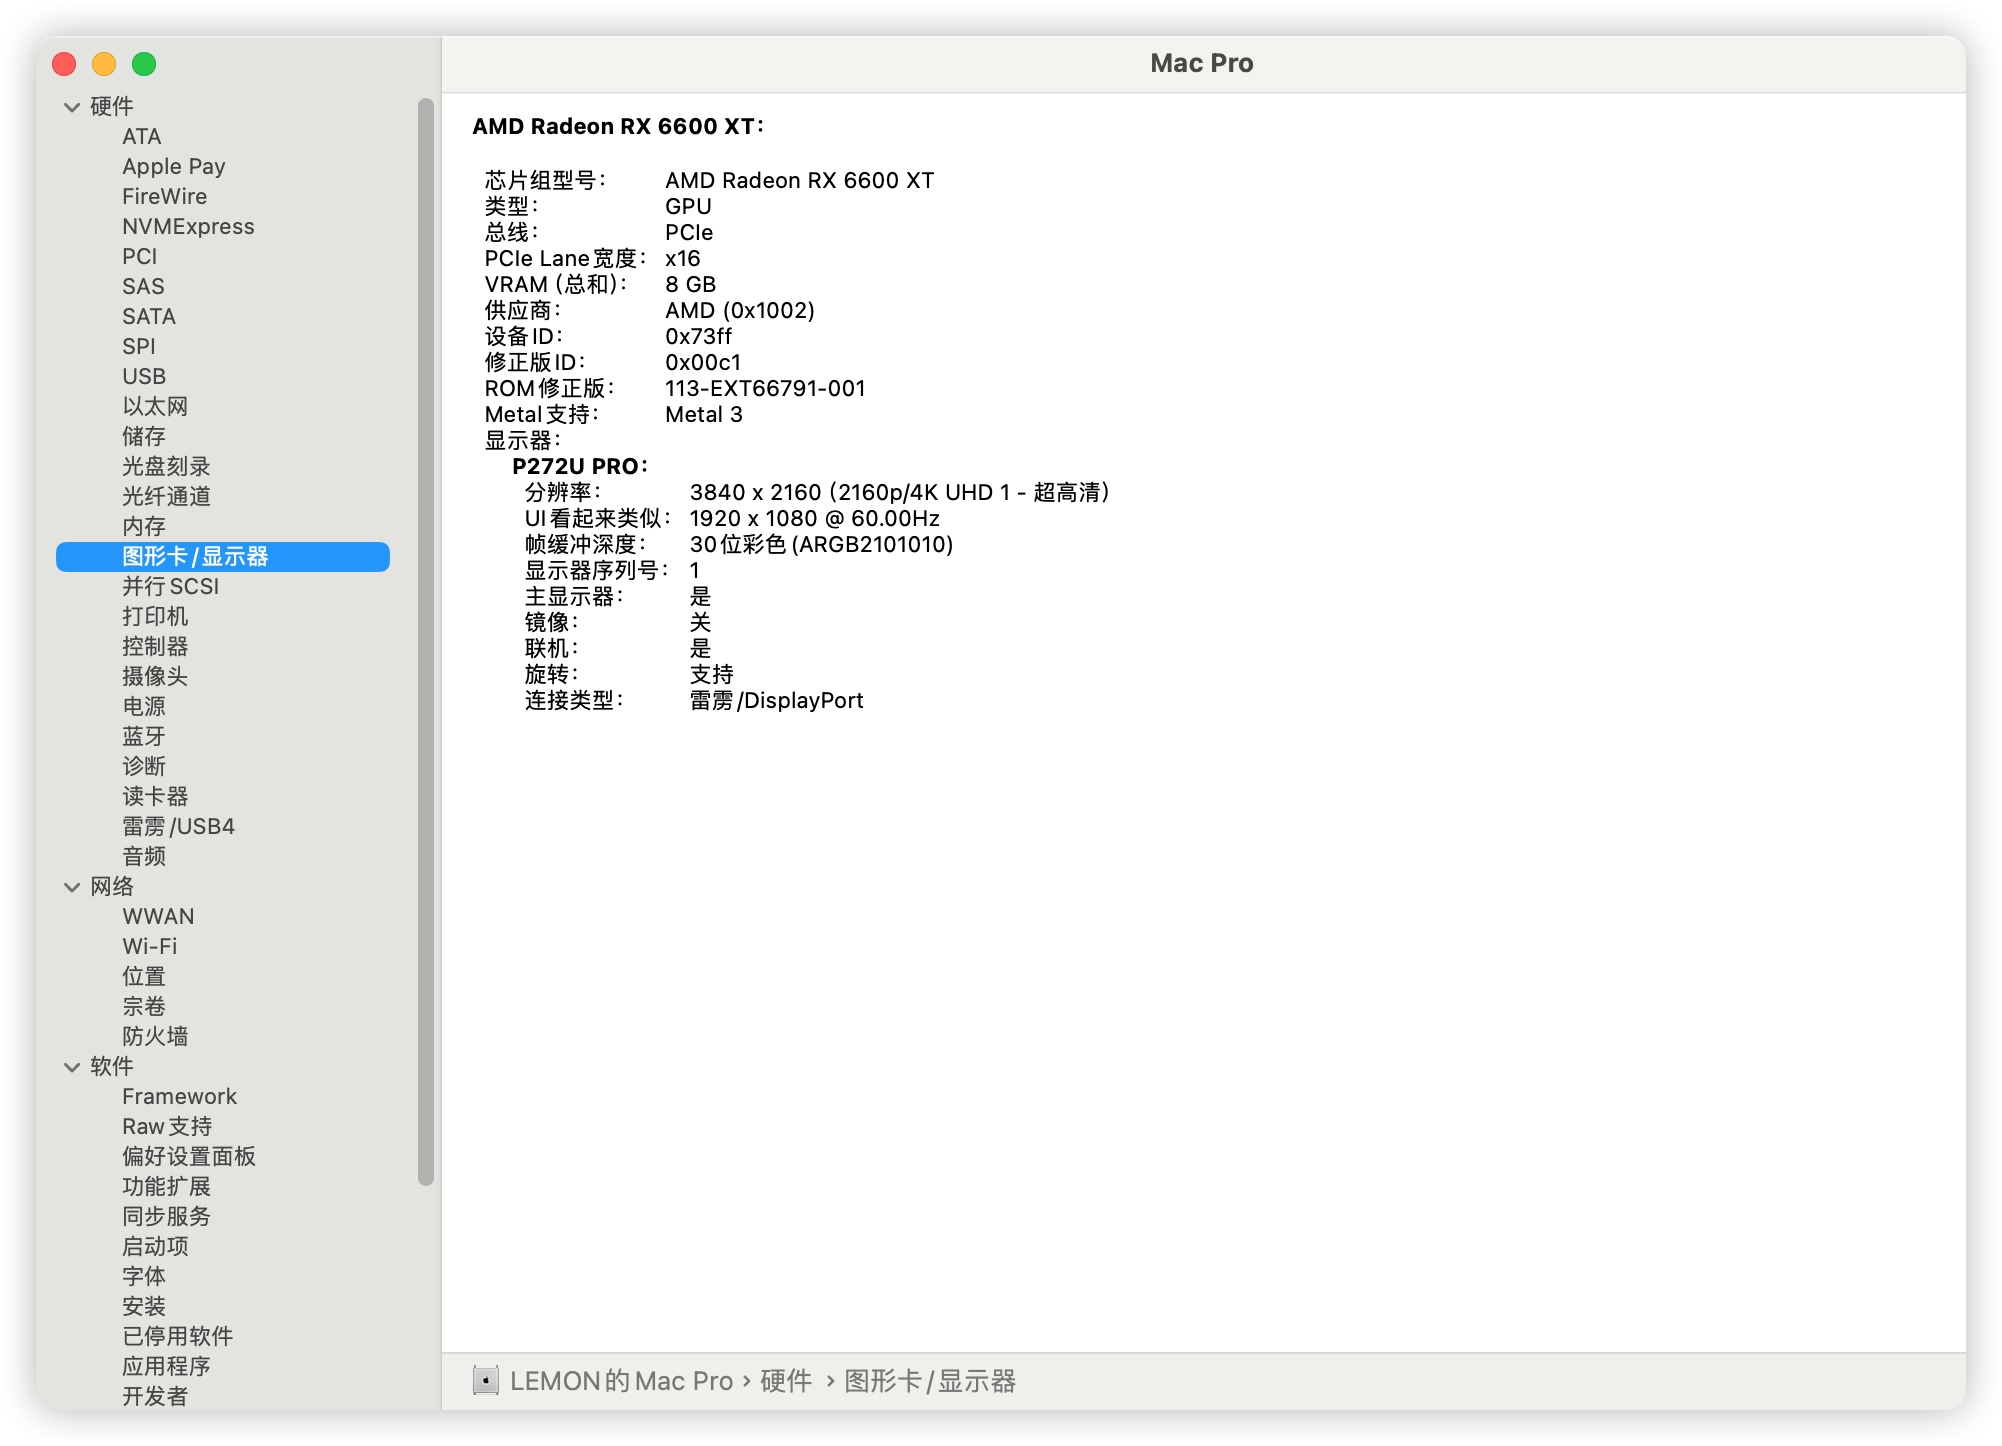 Mac Pro
硬件
ATA
Apple Pay
FireWire
NVMExpress
PCI
SAS
SATA
SPI
USB
以太网
储存
光盘刻录
光纤通道
内存
图形卡/显示器
并行SCSI
打印机
控制器
摄像头
电源
蓝牙
诊断
读卡器
雷雳/USB4
音频
网络
WWAN
Wi-Fi
位置
宗卷
防火墙
软件
Framework
Raw支持
偏好设置面板
功能扩展
同步服务
启动项
字体
安装
已停用软件
应用程序
开发者
AMD Radeon RX 6600 XT：
芯片组型号： AMD Radeon RX 6600 XT
类型： GPU
总线： PCIe
PCIe Lane宽度： x16
VRAM（总和）： 8 GB
供应商： AMD (0x1002)
设备ID： 0x73ff
修正版ID： 0x00c1
ROM修正版： 113-EXT66791-001
Metal支持： Metal 3
显示器：
P272U PRO：
分辨率： 3840 x 2160（2160p/4K UHD 1 - 超高清）
UI看起来类似： 1920 x 1080 @ 60.00Hz
帧缓冲深度： 30位彩色(ARGB2101010)
显示器序列号： 1
主显示器： 是
镜像： 关
联机： 是
旋转： 支持
连接类型： 雷雳/DisplayPort
LEMON的Mac Pro › 硬件 › 图形卡/显示器